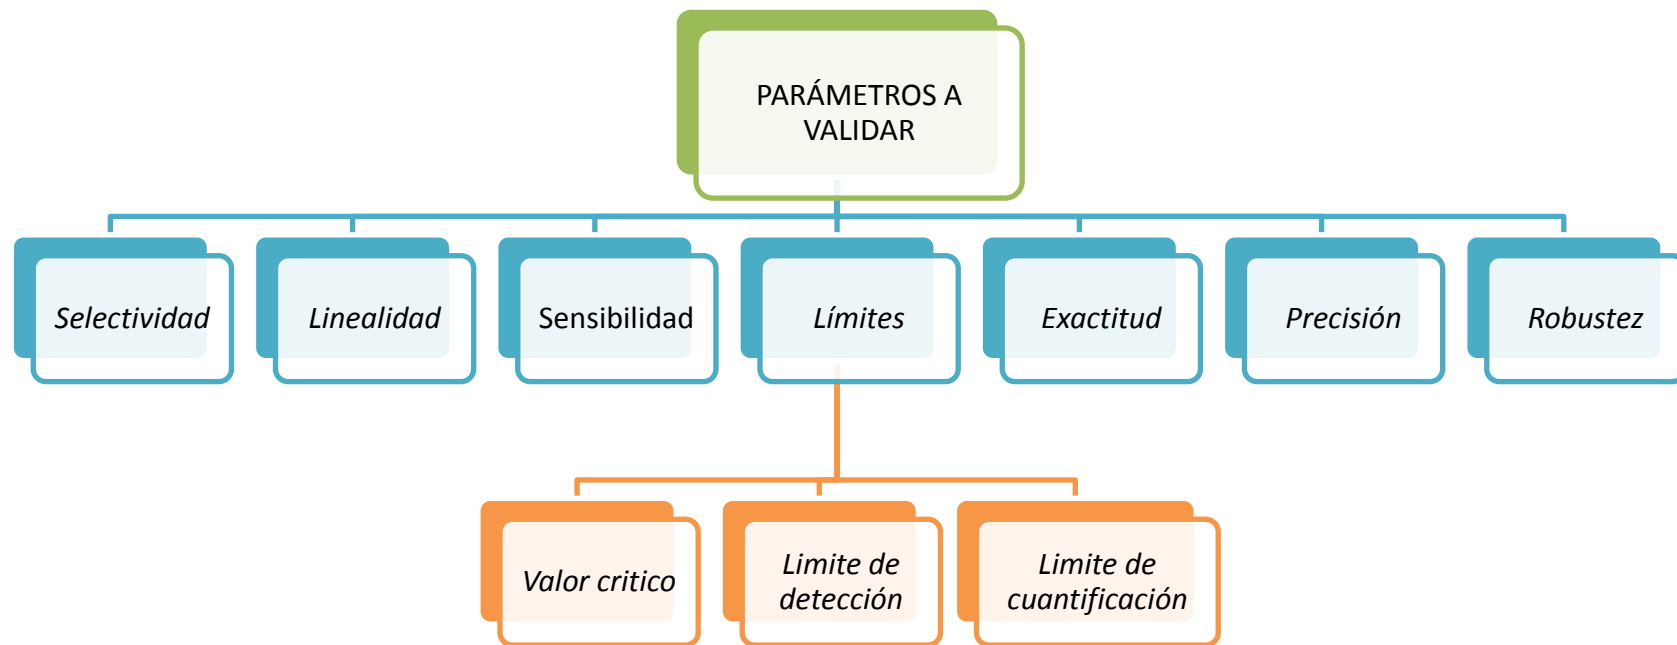 PARÁMETROS A
VALIDAR
Selectividad
Linealidad
Sensibilidad
Límites
Exactitud
Precisión
Robustez
Valor critico
Limite de
detección
Limite de
cuantificación